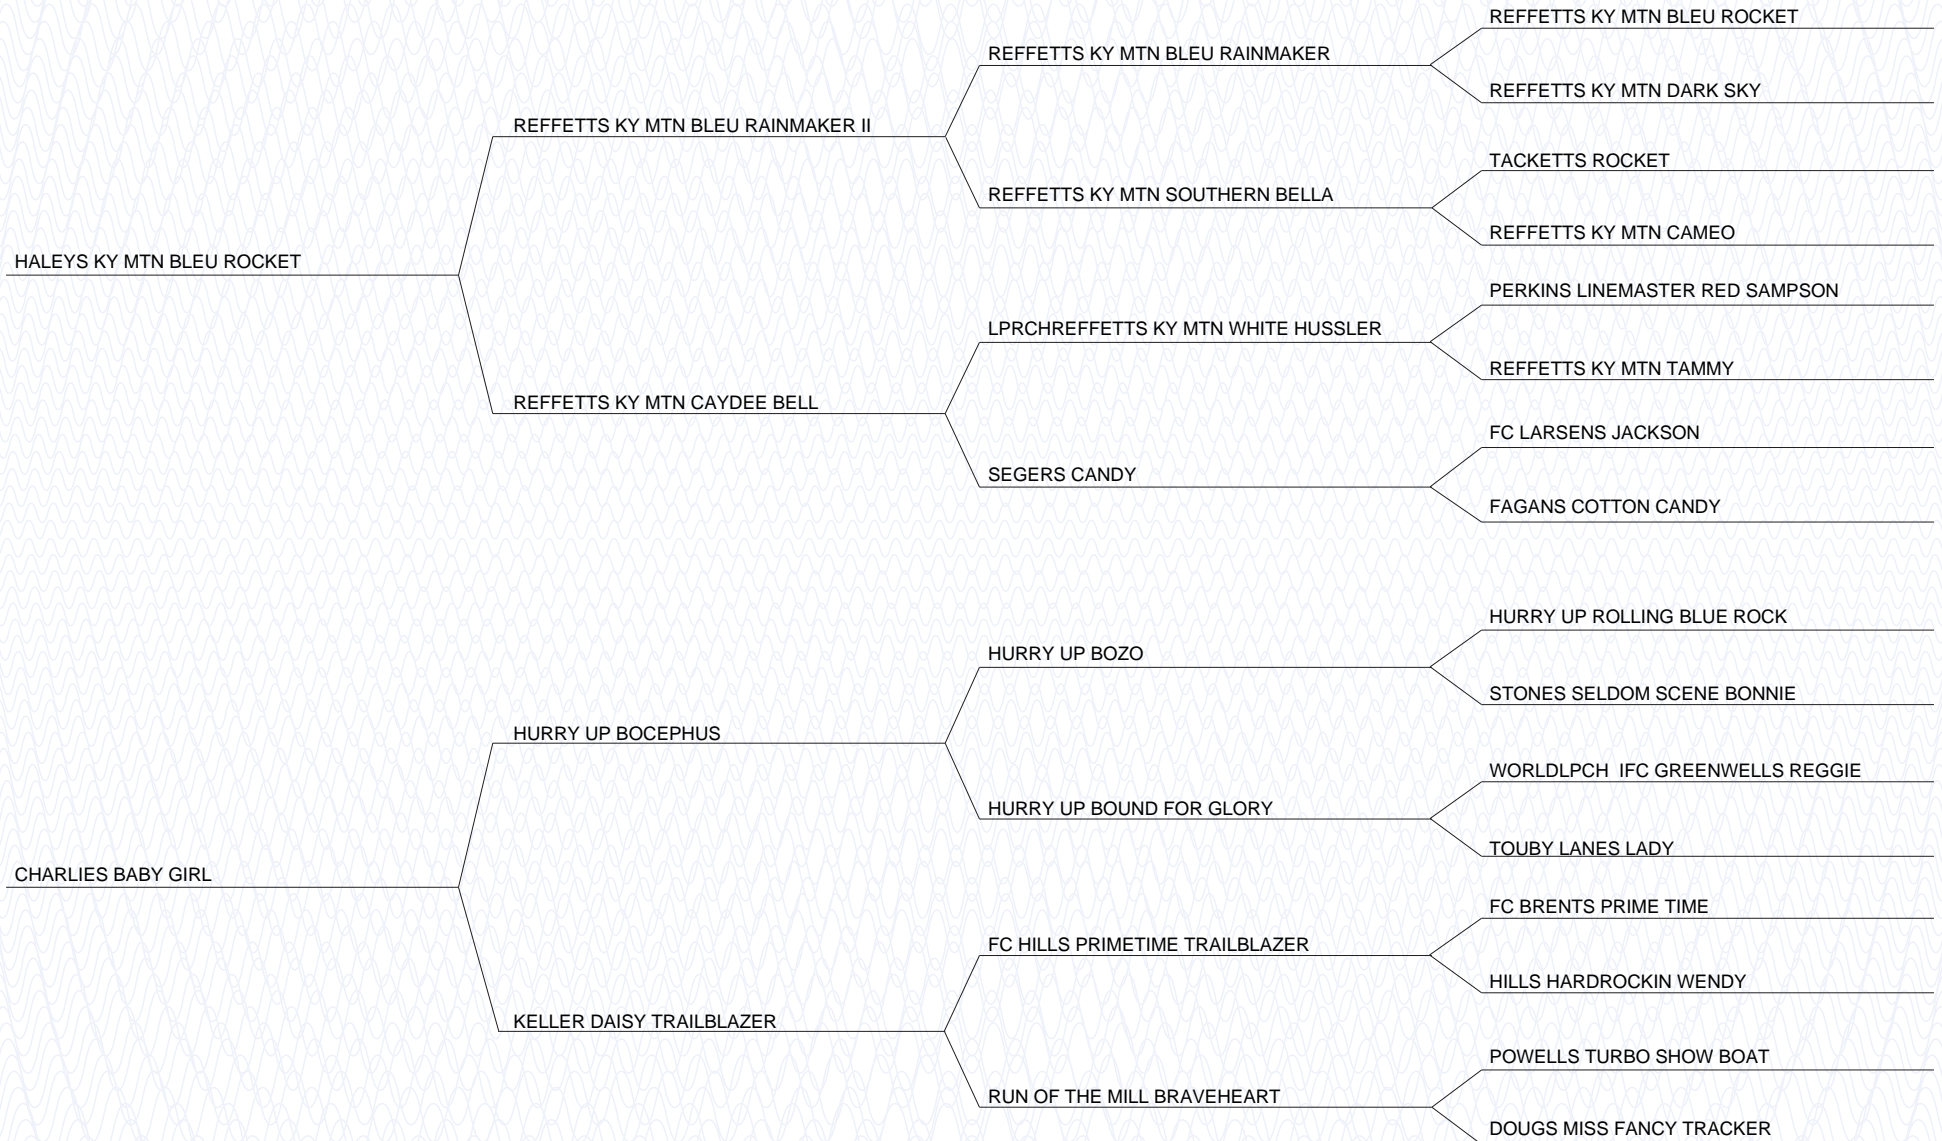 REFFETTS KY MTN BLEU ROCKET
REFFETTS KY MTN BLEU RAINMAKER
REFFETTS KY MTN DARK SKY
REFFETTS KY MTN BLEU RAINMAKER II
TACKETTS ROCKET
REFFETTS KY MTN SOUTHERN BELLA
REFFETTS KY MTN CAMEO
HALEYS KY MTN BLEU ROCKET
PERKINS LINEMASTER RED SAMPSON
LPRCHREFFETTS KY MTN WHITE HUSSLER
REFFETTS KY MTN TAMMY
REFFETTS KY MTN CAYDEE BELL
FC LARSENS JACKSON
SEGERS CANDY
FAGANS COTTON CANDY
HURRY UP ROLLING BLUE ROCK
HURRY UP BOZO
STONES SELDOM SCENE BONNIE
HURRY UP BOCEPHUS
WORLDLPCH  IFC GREENWELLS REGGIE
HURRY UP BOUND FOR GLORY
TOUBY LANES LADY
CHARLIES BABY GIRL
FC BRENTS PRIME TIME
FC HILLS PRIMETIME TRAILBLAZER
HILLS HARDROCKIN WENDY
KELLER DAISY TRAILBLAZER
POWELLS TURBO SHOW BOAT
RUN OF THE MILL BRAVEHEART
DOUGS MISS FANCY TRACKER